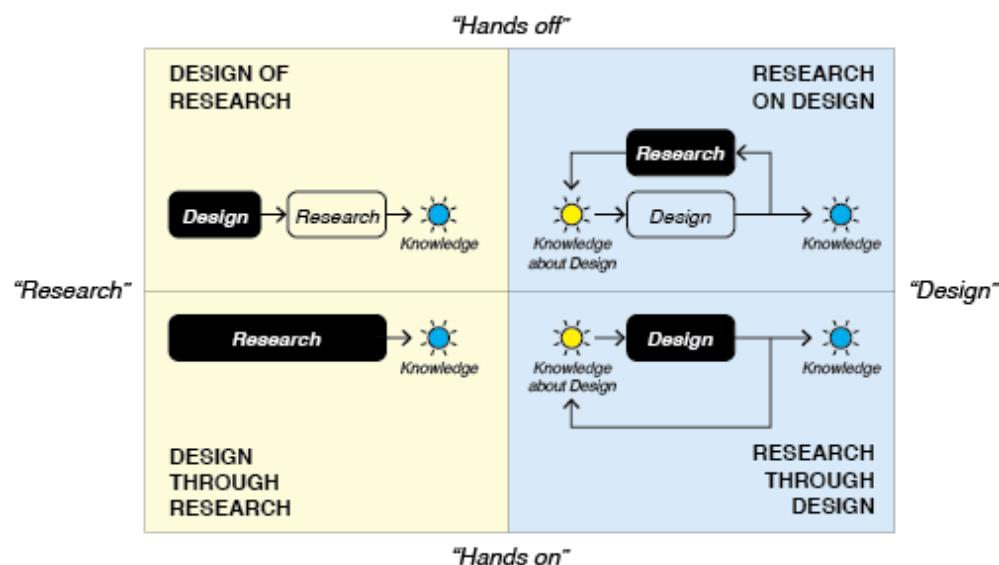 “Hands off”
DESIGN OF
RESEARCH
Design
Research
Knowledge
RESEARCH
ON DESIGN
Research
Knowledge
about Design
Design
Knowledge
“Research”
“Design”
Research
Knowledge
DESIGN
THROUGH
RESEARCH
Knowledge
about Design
Design
Knowledge
RESEARCH
THROUGH
DESIGN
“Hands on”